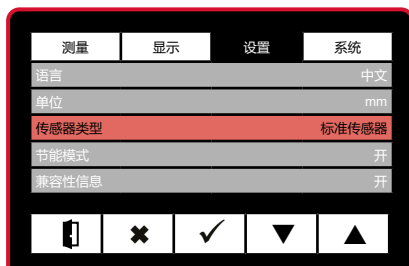 测量 显示 设置 系统
语言 中文
单位 mm
传感器类型 标准传感器
节能模式 开
兼容性信息 开